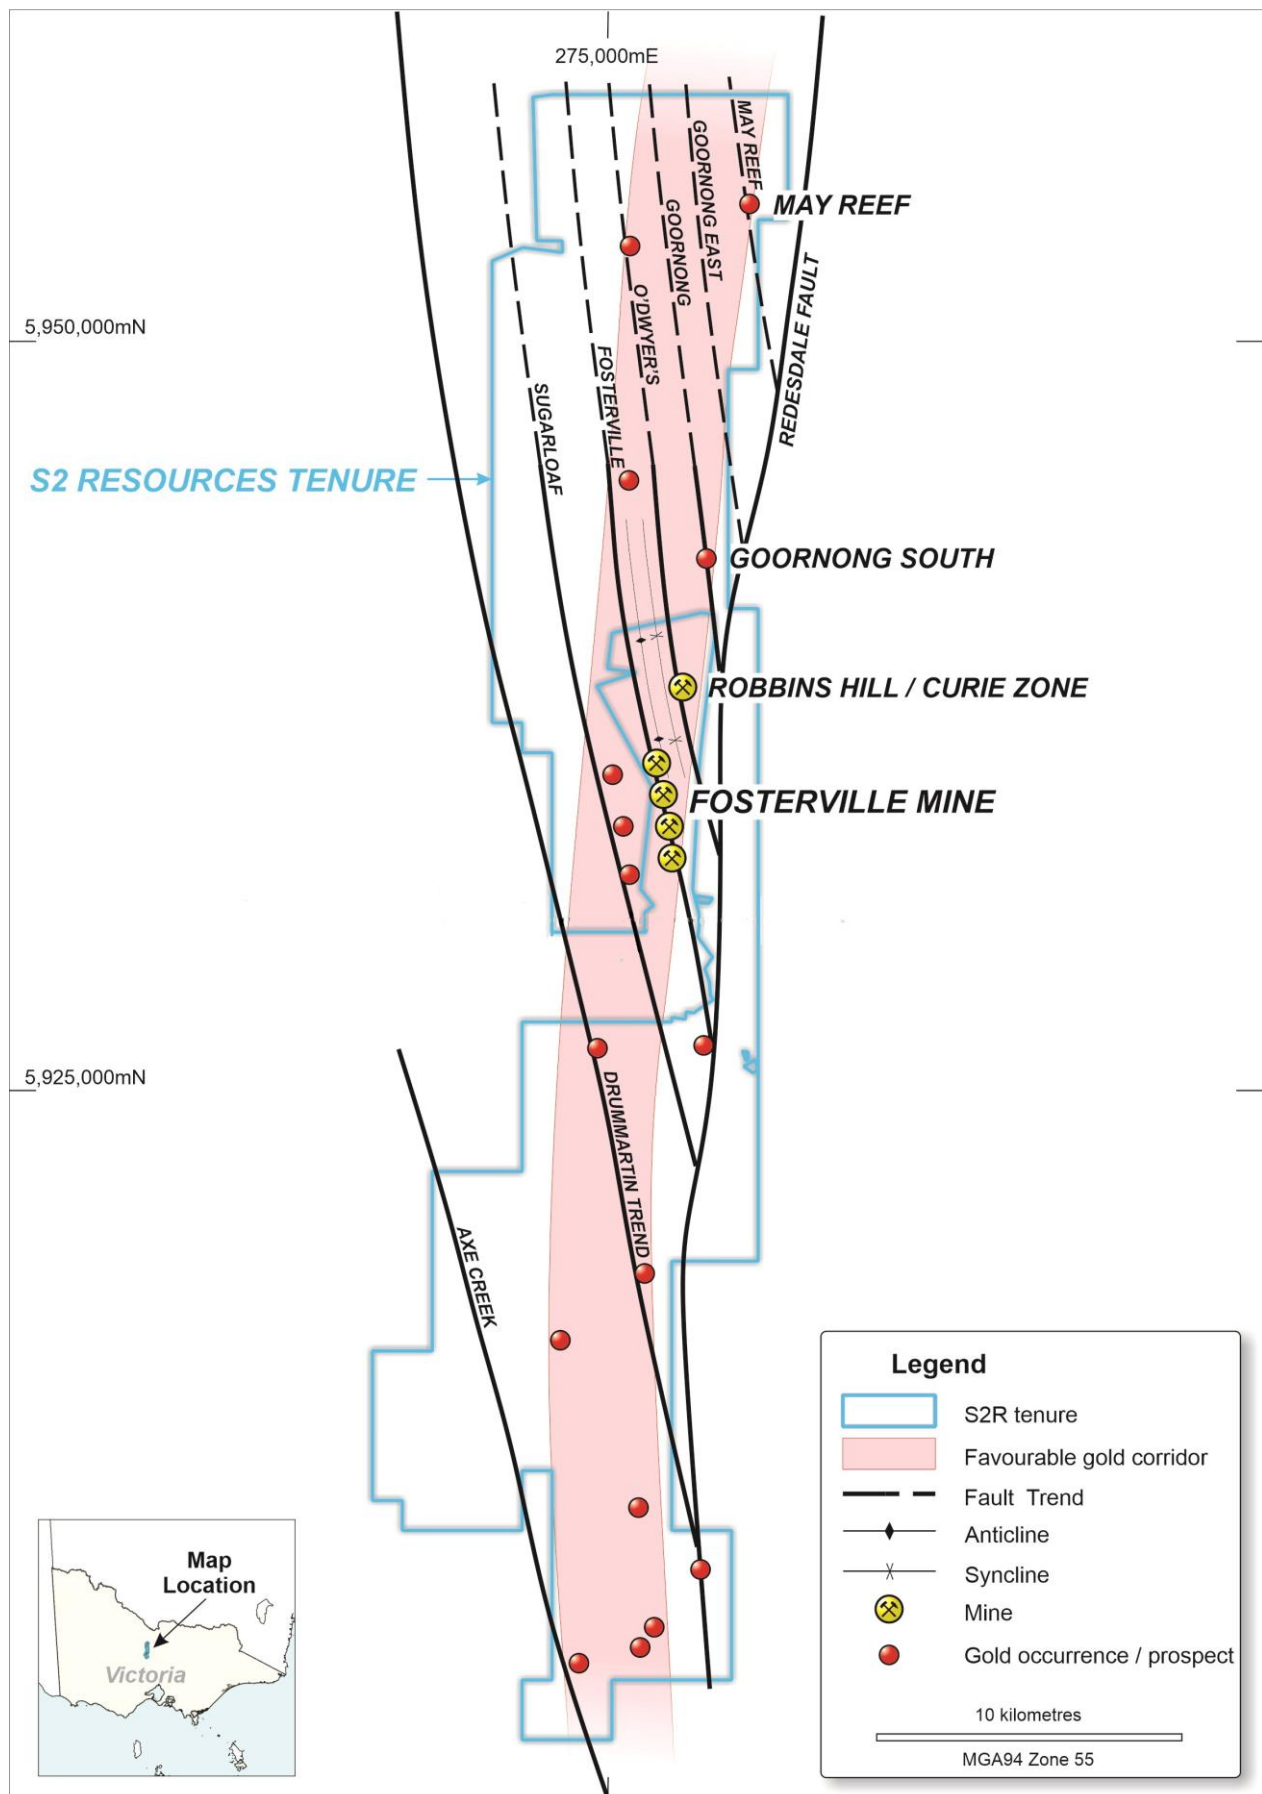 275,000mE
MAY REEF
GOORNONG EAST
GOORNONG
MAY REEF
O'DWYER'S
REDESDALE FAULT
5,950,000mN
FOSTERVILLE
SUGARLOAF
S2 RESOURCES TENURE
GOORNONG SOUTH
ROBBINS HILL / CURIE ZONE
FOSTERVILLE MINE
5,925,000mN
DRUMMARTIN TREND
AXE CREEK
Legend
S2R tenure
Favourable gold corridor
Fault Trend
Anticline
Syncline
Mine
Gold occurrence / prospect
10 kilometres
MGA94 Zone 55
Map
Location
Victoria